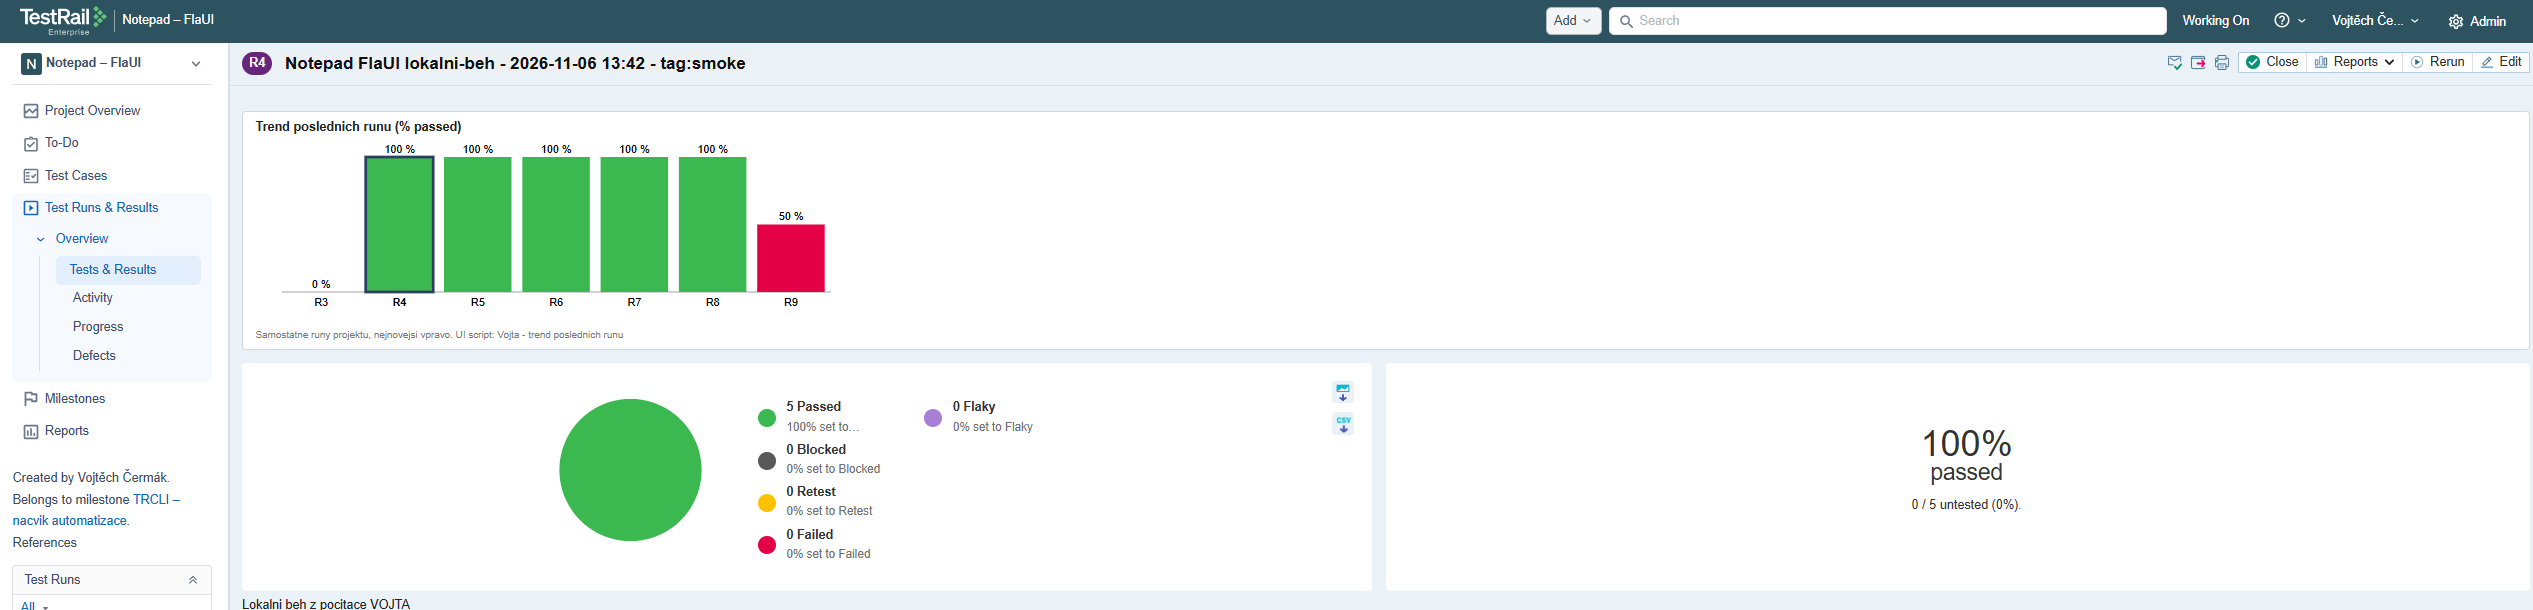 TestRail Enterprise
Notepad – FlaUI
Add
Search
Working On
Vojtěch Če...
Admin
N Notepad – FlaUI
R4 Notepad FlaUI lokalni-beh - 2026-11-06 13:42 - tag:smoke
Close
Reports
Rerun
Edit
Project Overview
To-Do
Test Cases
Test Runs & Results
Overview
Tests & Results
Activity
Progress
Defects
Milestones
Reports
Created by Vojtěch Čermák.
Belongs to milestone TRCLI –
nacvik automatizace.
References
Test Runs
All
Trend poslednich runu (% passed)
100 % 100 % 100 % 100 % 100 %
50 %
0 %
R3 R4 R5 R6 R7 R8 R9
Samostatne runy projektu, nejnovejsi vpravo. UI script: Vojta - trend poslednich runu
5 Passed
100% set to...
0 Blocked
0% set to Blocked
0 Retest
0% set to Retest
0 Failed
0% set to Failed
0 Flaky
0% set to Flaky
CSV
100%
passed
0 / 5 untested (0%).
Lokalni beh z pocitace VOJTA